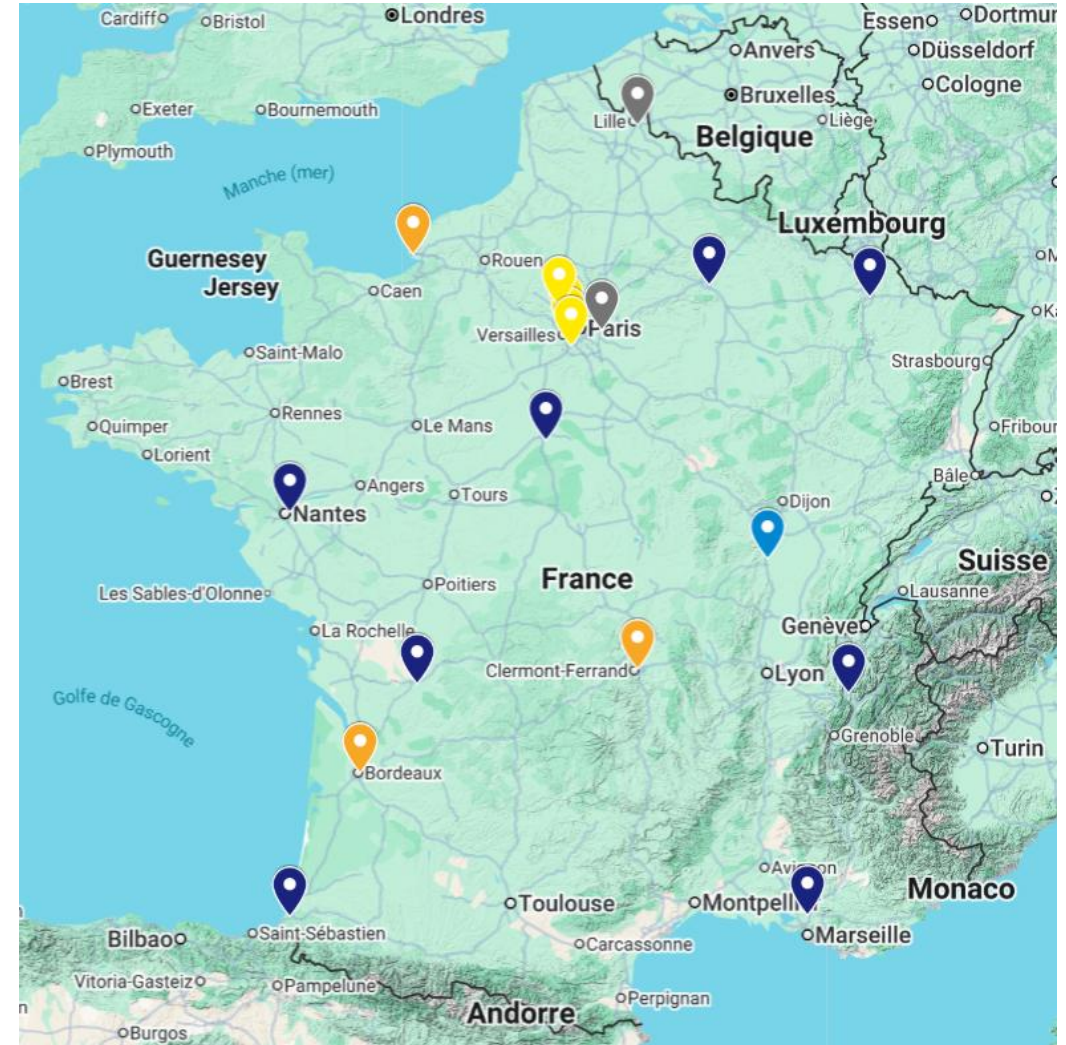 Cardiff
Bristol
Londres
Essen
Dortmur
Anvers
Düsseldorf
Cologne
Exeter
Bournemouth
Bruxelles
Lille
Liège
Belgique
Plymouth
Manche (mer)
Luxembourg
Guernesey
Jersey
Rouen
Caen
Versailles
Paris
Saint-Malo
Strasbourg
Brest
Quimper
Rennes
Le Mans
Fribour
Lorient
Bâle
Angers
Tours
Dijon
Nantes
France
Suisse
Poitiers
Les Sables-d'Olonne
Lausanne
La Rochelle
Genève
Clermont-Ferrand
Lyon
Golfe de Gascogne
Grenoble
Turin
Bordeaux
Avignon
Monaco
Toulouse
Montpelli
Bilbao
Saint-Sébastien
Carcassonne
Marseille
Vitoria-Gasteiz
Pampelune
Perpignan
Andorre
Burgos